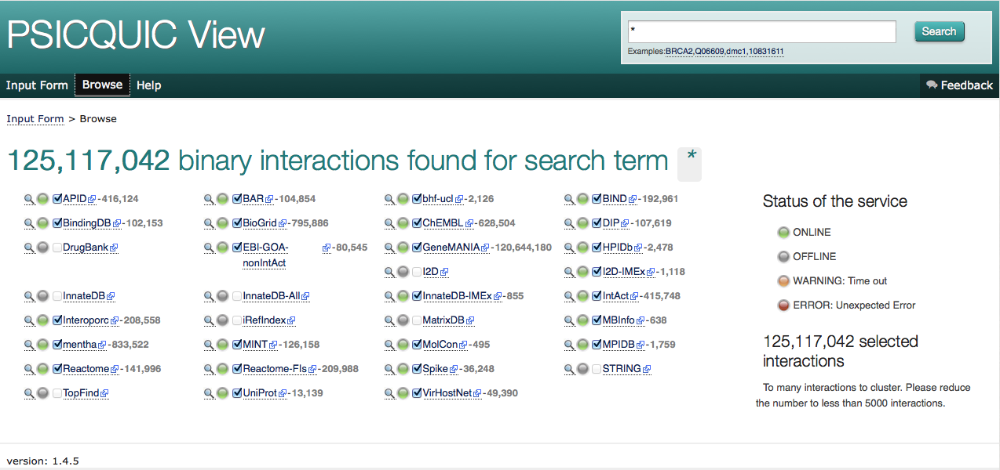 PSICQUIC View
*
Search
Examples:BRCA2,Q06609,dmc1,10831611
Input Form Browse Help Feedback
Input Form > Browse
125,117,042 binary interactions found for search term *
APID -416,124 BAR -104,854 bhf-ucl -2,126 BIND -192,961
BindingDB -102,153 BioGrid -795,886 ChEMBL -628,504 DIP -107,619
DrugBank EBI-GOA- -80,545 GeneMANIA -120,644,180 HPIDb -2,478
nonIntAct I2D I2D-IMEx -1,118
InnateDB InnateDB-All InnateDB-IMEx -855 IntAct -415,748
Interoporc -208,558 iRefIndex MatrixDB MBInfo -638
mentha -833,522 MINT -126,158 MolCon -495 MPIDB -1,759
Reactome -141,996 Reactome-FIs -209,988 Spike -36,248 STRING
TopFind UniProt -13,139 VirHostNet -49,390
Status of the service
ONLINE
OFFLINE
WARNING: Time out
ERROR: Unexpected Error
125,117,042 selected
interactions
To many interactions to cluster. Please reduce
the number to less than 5000 interactions.
version: 1.4.5